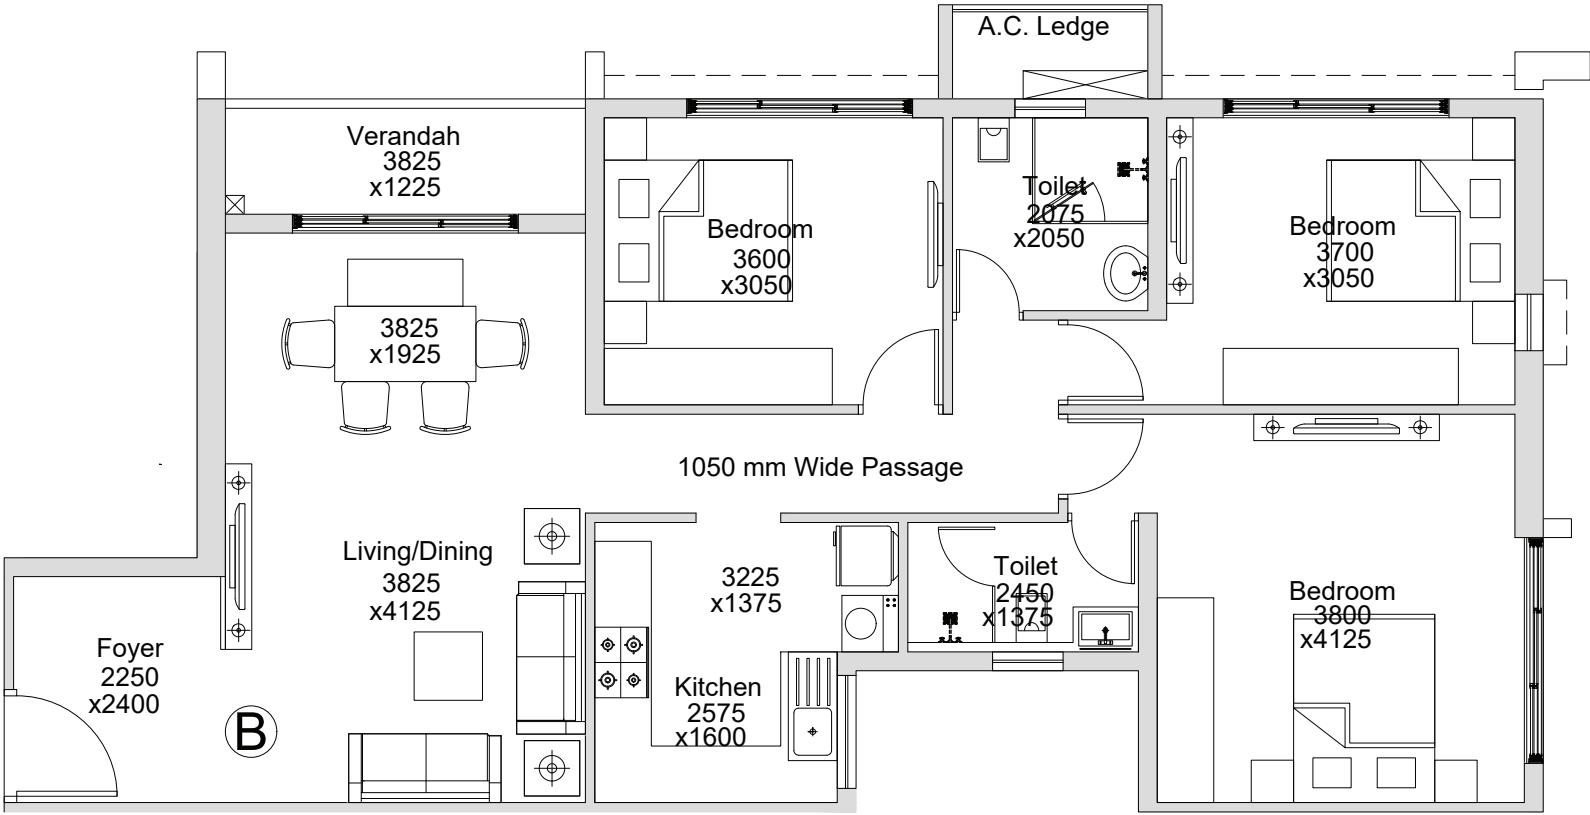 A.C. Ledge
Verandah
3825
x1225
Bedroom
3600
x3050
Toilet
2075
x2050
Bedroom
3700
x3050
3825
x1925
1050 mm Wide Passage
Living/Dining
3825
x4125
3225
x1375
Toilet
2450
x1375
Bedroom
3800
x4125
Foyer
2250
x2400
B
Kitchen
2575
x1600